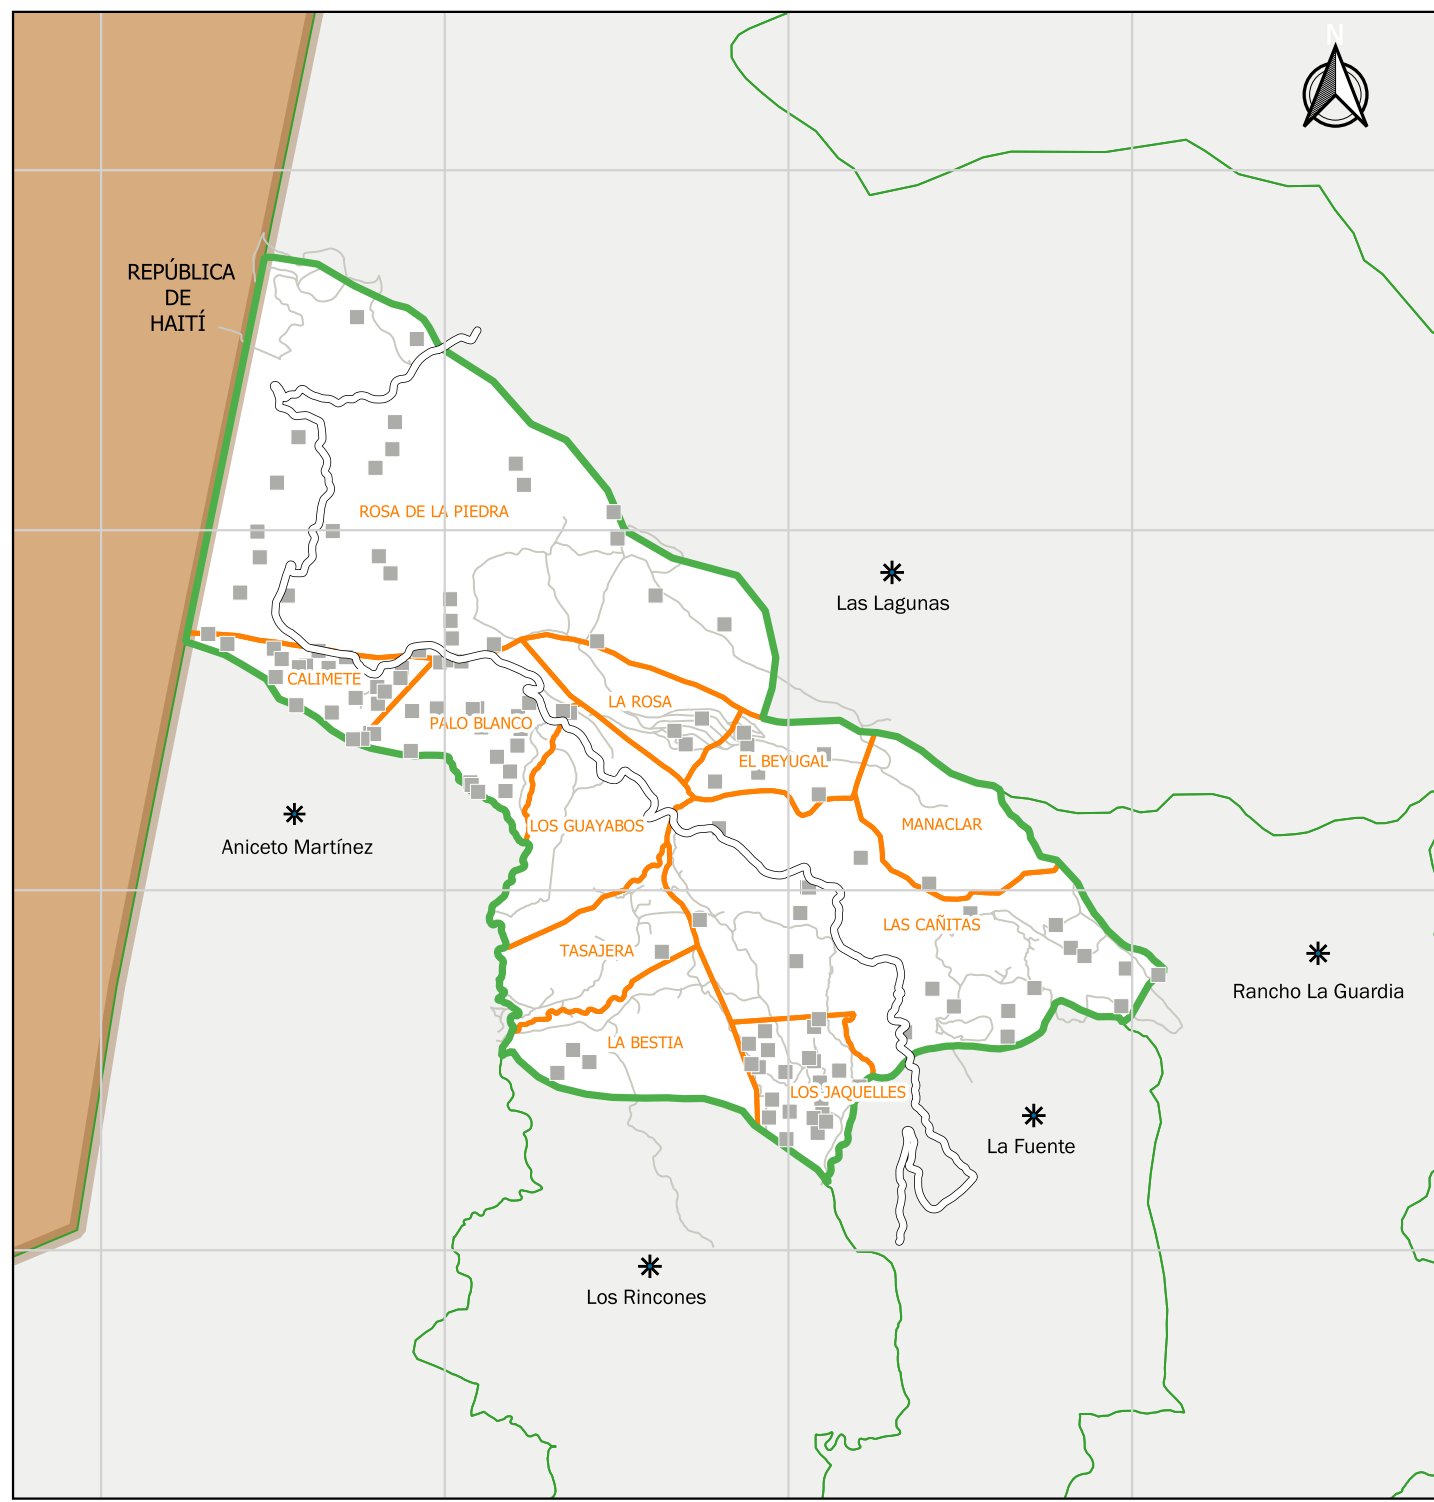 N
REPÚBLICA
DE
HAITÍ
ROSA DE LA PIEDRA
Las Lagunas
CALIMETE
LA ROSA
PALO BLANCO
EL BEYUGAL
LOS GUAYABOS
MANACLAR
Aniceto Martínez
LAS CAÑITAS
TASAJERA
Rancho La Guardia
LA BESTIA
LOS JAQUELLES
La Fuente
Los Rincones